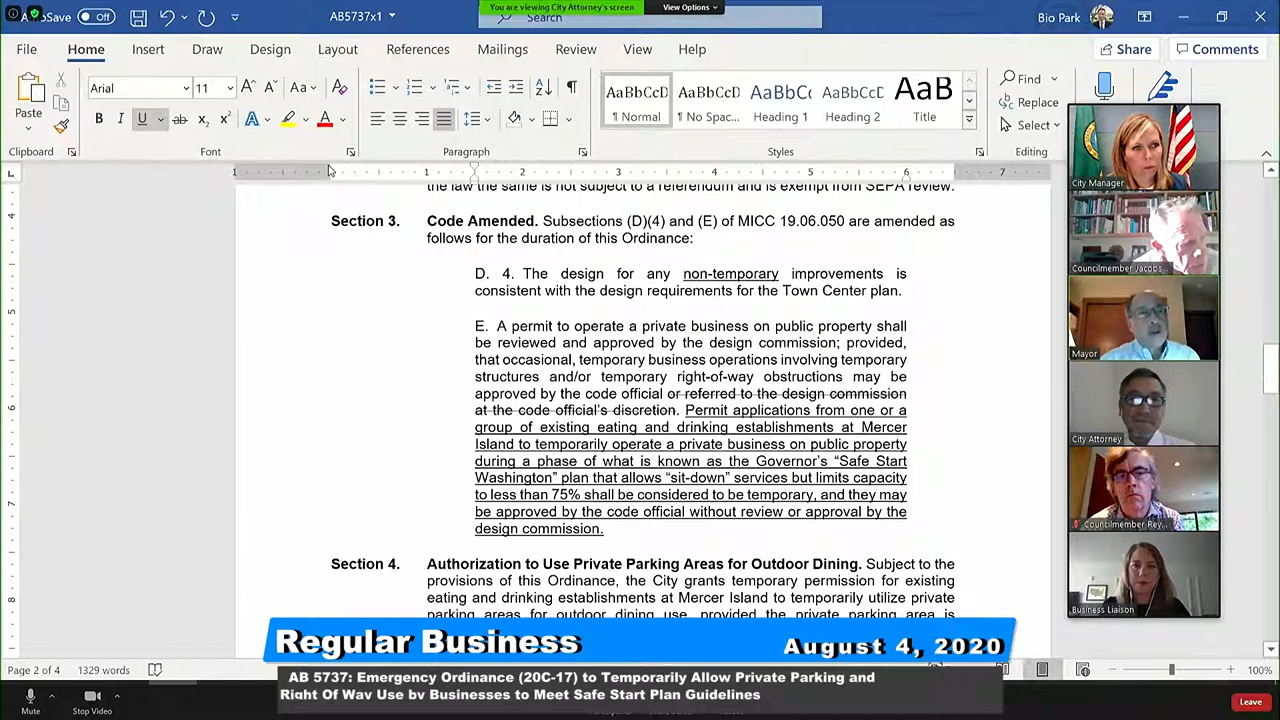 You are viewing City Attorney's screen
View Options
AutoSave
Off
AB5737x1
Search
Bio Park
File
Home
Insert
Draw
Design
Layout
References
Mailings
Review
View
Help
Share
Comments
Paste
Arial
11
Clipboard
Font
Paragraph
AaBbCcD
¶ Normal
AaBbCcD
¶ No Spac...
AaBbCc
Heading 1
AaBbCcD
Heading 2
AaB
Title
Styles
Find
Replace
Select
Editing
the law the same is not subject to a referendum and is exempt from SEPA review.
Section 3. Code Amended. Subsections (D)(4) and (E) of MICC 19.06.050 are amended as
follows for the duration of this Ordinance:
D. 4. The design for any non-temporary improvements is
consistent with the design requirements for the Town Center plan.
E. A permit to operate a private business on public property shall
be reviewed and approved by the design commission; provided,
that occasional, temporary business operations involving temporary
structures and/or temporary right-of-way obstructions may be
approved by the code official or referred to the design commission
at the code official's discretion. Permit applications from one or a
group of existing eating and drinking establishments at Mercer
Island to temporarily operate a private business on public property
during a phase of what is known as the Governor's “Safe Start
Washington” plan that allows “sit-down” services but limits capacity
to less than 75% shall be considered to be temporary, and they may
be approved by the code official without review or approval by the
design commission.
Section 4. Authorization to Use Private Parking Areas for Outdoor Dining. Subject to the
provisions of this Ordinance, the City grants temporary permission for existing
eating and drinking establishments at Mercer Island to temporarily utilize private
parking areas for outdoor dining use, provided the private parking area is
City Manager
Councilmember Jacobs...
Mayor
City Attorney
Councilmember Rey...
Business Liaison
Regular Business
August 4, 2020
AB 5737: Emergency Ordinance (20C-17) to Temporarily Allow Private Parking and
Right Of Way Use by Businesses to Meet Safe Start Plan Guidelines
Page 2 of 4
1329 words
100%
Mute
Stop Video
Leave